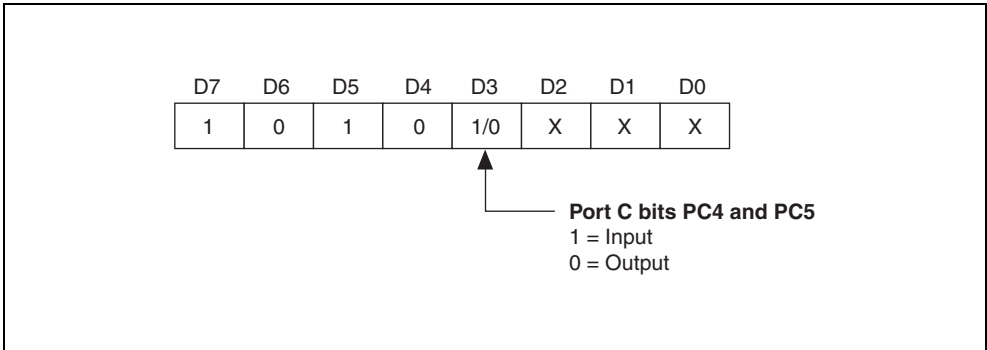 D7 D6 D5 D4 D3 D2 D1 D0
1 0 1 0 1/0 X X X
Port C bits PC4 and PC5
1 = Input
0 = Output